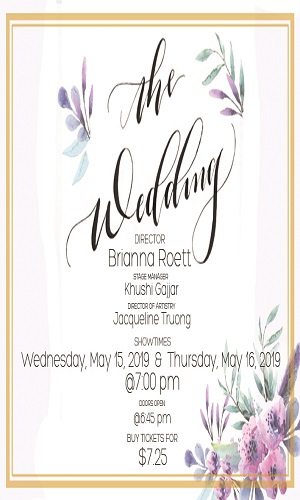 the
Wedding
DIRECTOR
Brianna Roett
STAGE MANAGER
Khushi Gajjar
DIRECTOR OF ARTISTRY
Jacqueline Truong
SHOWTIMES
Wednesday, May 15, 2019 & Thursday, May 16, 2019
@7:00 pm
DOORS OPEN
@6:45 pm
BUY TICKETS FOR
$7.25